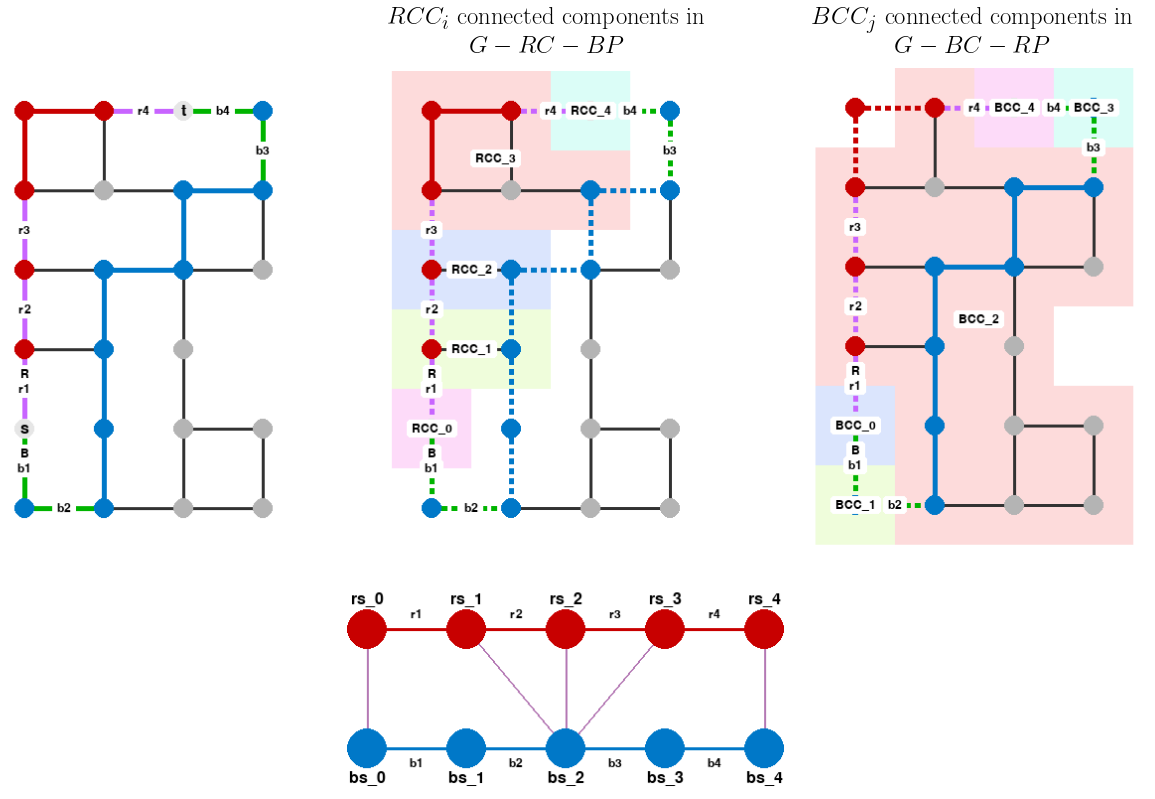 RCC_i connected components in
G − RC − BP
BCC_j connected components in
G − BC − RP
r4 t b4
b3
r3
r2
R
r1
s
B
b1
b2
r4 RCC_4 b4
b3
RCC_3
r3
RCC_2
r2
RCC_1
R
r1
RCC_0
B
b1
b2
r4 BCC_4 b4 BCC_3
b3
r3
r2
BCC_2
R
r1
BCC_0
B
b1
BCC_1 b2
rs_0 rs_1 rs_2 rs_3 rs_4
r1 r2 r3 r4
b1 b2 b3 b4
bs_0 bs_1 bs_2 bs_3 bs_4